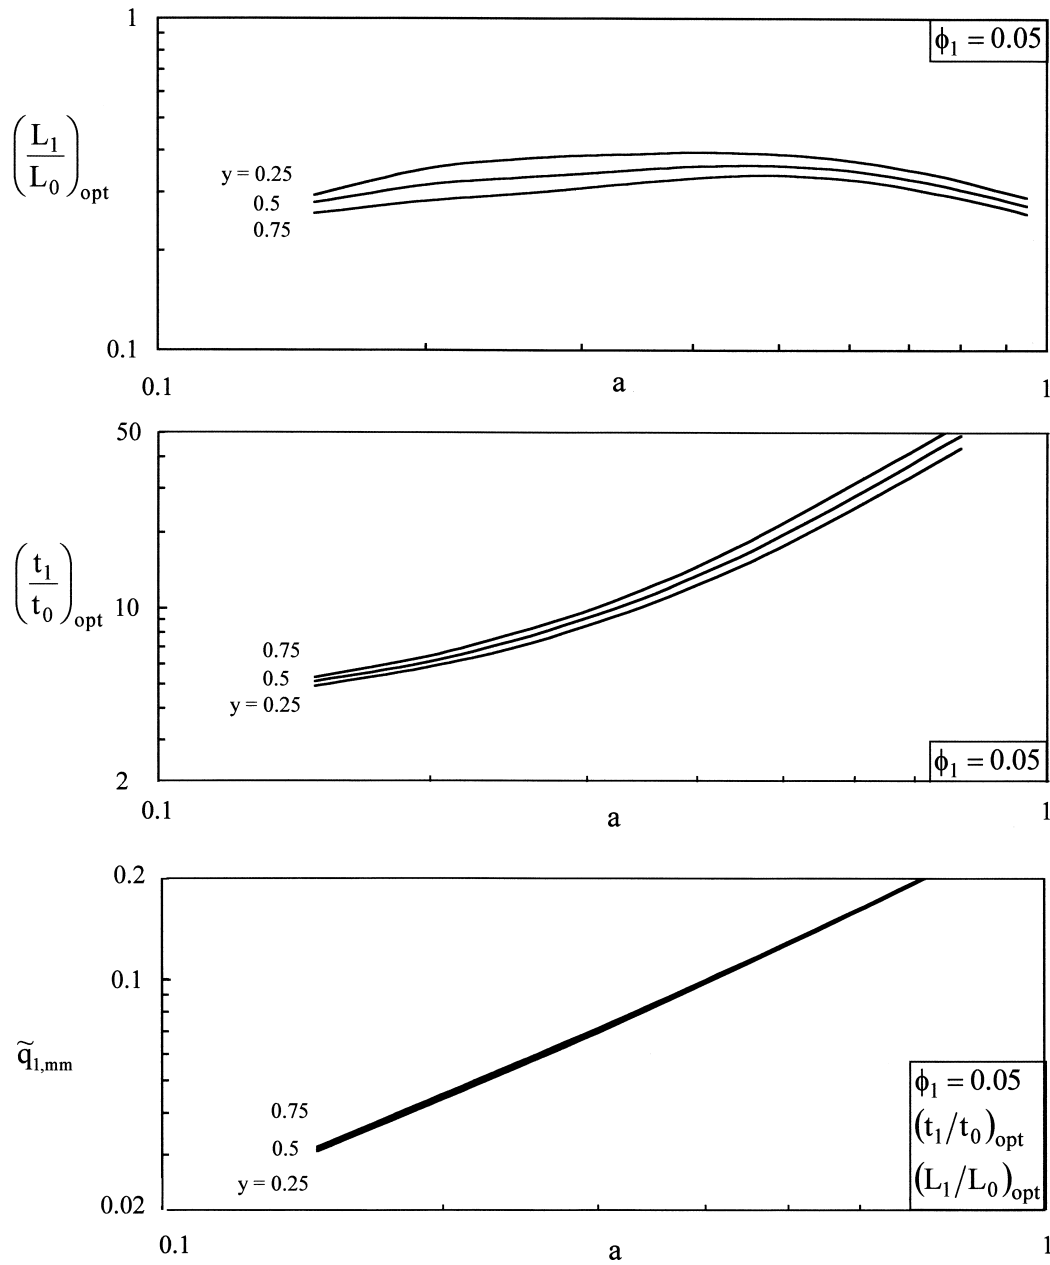 1
ϕ₁ = 0.05
(L₁/L₀)opt
y = 0.25
0.5
0.75
0.1
0.1
a
1
50
(t₁/t₀)opt
10
0.75
0.5
y = 0.25
ϕ₁ = 0.05
2
0.1
a
1
0.2
0.1
q̃₁,mm
ϕ₁ = 0.05
0.75
(t₁/t₀)opt
0.5
(L₁/L₀)opt
y = 0.25
0.02
0.1
a
1